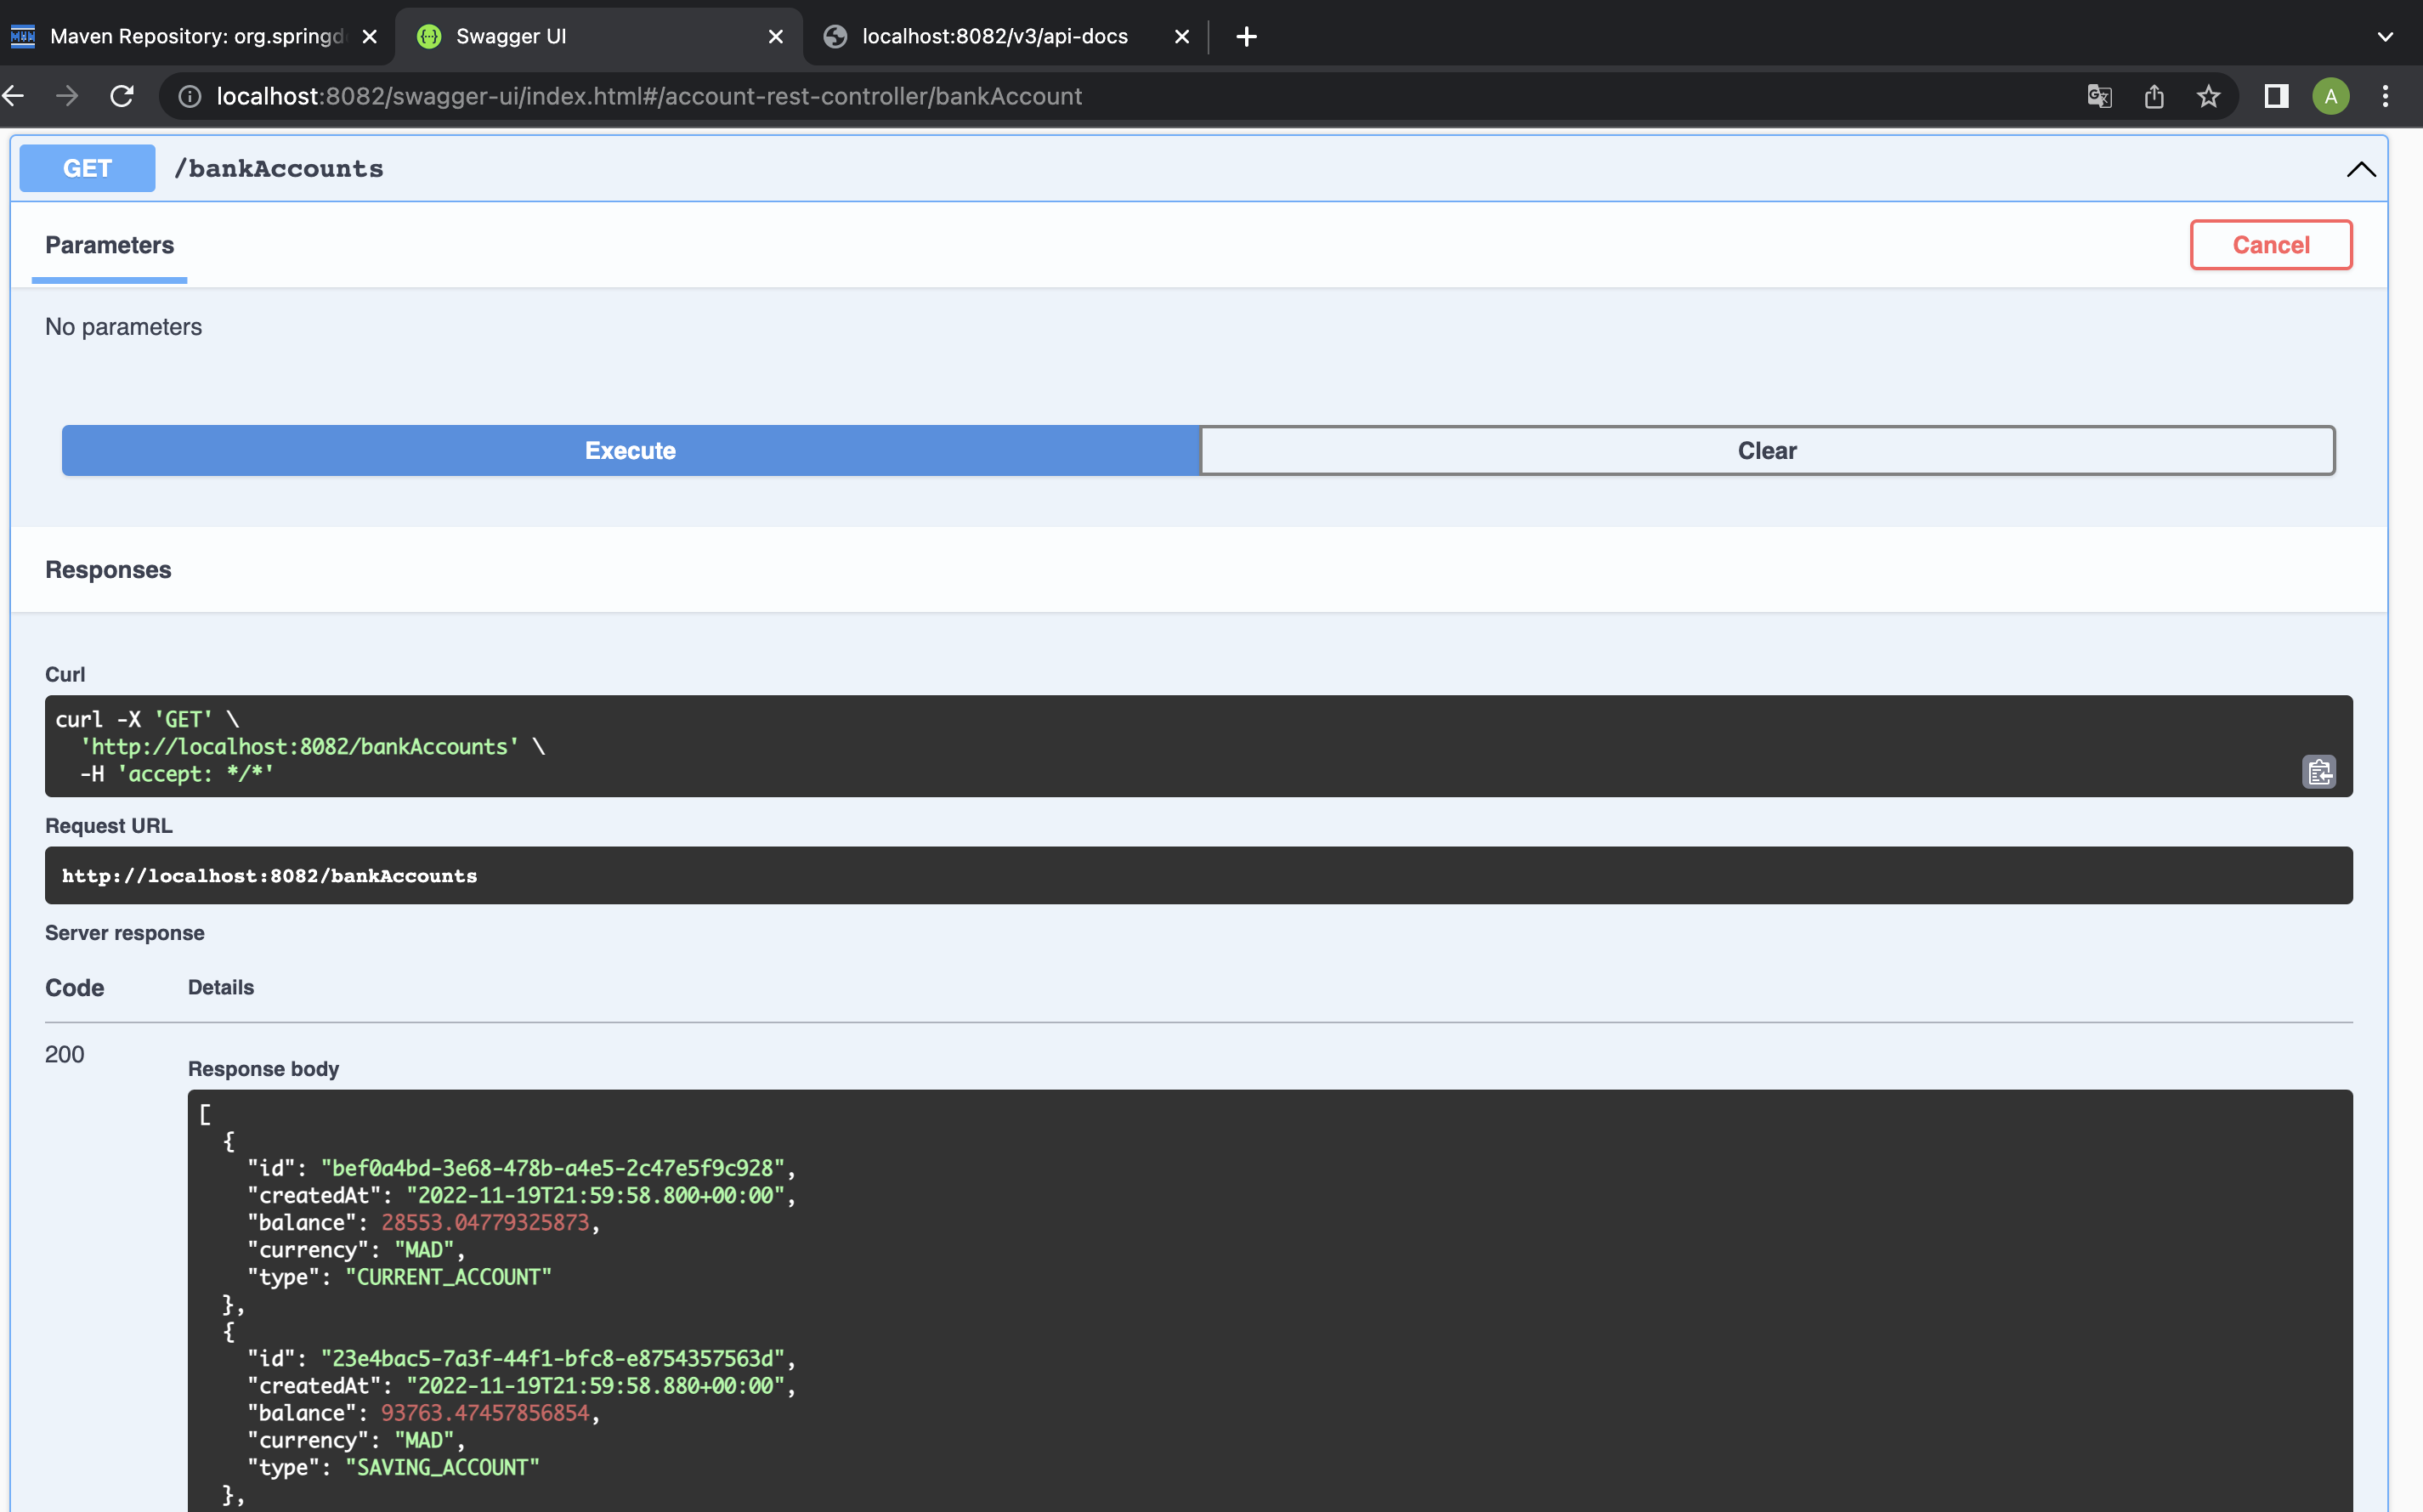 Maven Repository: org.springd
Swagger UI
localhost:8082/v3/api-docs
localhost:8082/swagger-ui/index.html#/account-rest-controller/bankAccount
A
GET /bankAccounts
Parameters
Cancel
No parameters
Execute
Clear
Responses
Curl
curl -X 'GET' \
'http://localhost:8082/bankAccounts' \
-H 'accept: */*'
Request URL
http://localhost:8082/bankAccounts
Server response
Code Details
200
Response body
[
{
"id": "bef0a4bd-3e68-478b-a4e5-2c47e5f9c928",
"createdAt": "2022-11-19T21:59:58.800+00:00",
"balance": 28553.04779325873,
"currency": "MAD",
"type": "CURRENT_ACCOUNT"
},
{
"id": "23e4bac5-7a3f-44f1-bfc8-e8754357563d",
"createdAt": "2022-11-19T21:59:58.880+00:00",
"balance": 93763.47457856854,
"currency": "MAD",
"type": "SAVING_ACCOUNT"
},